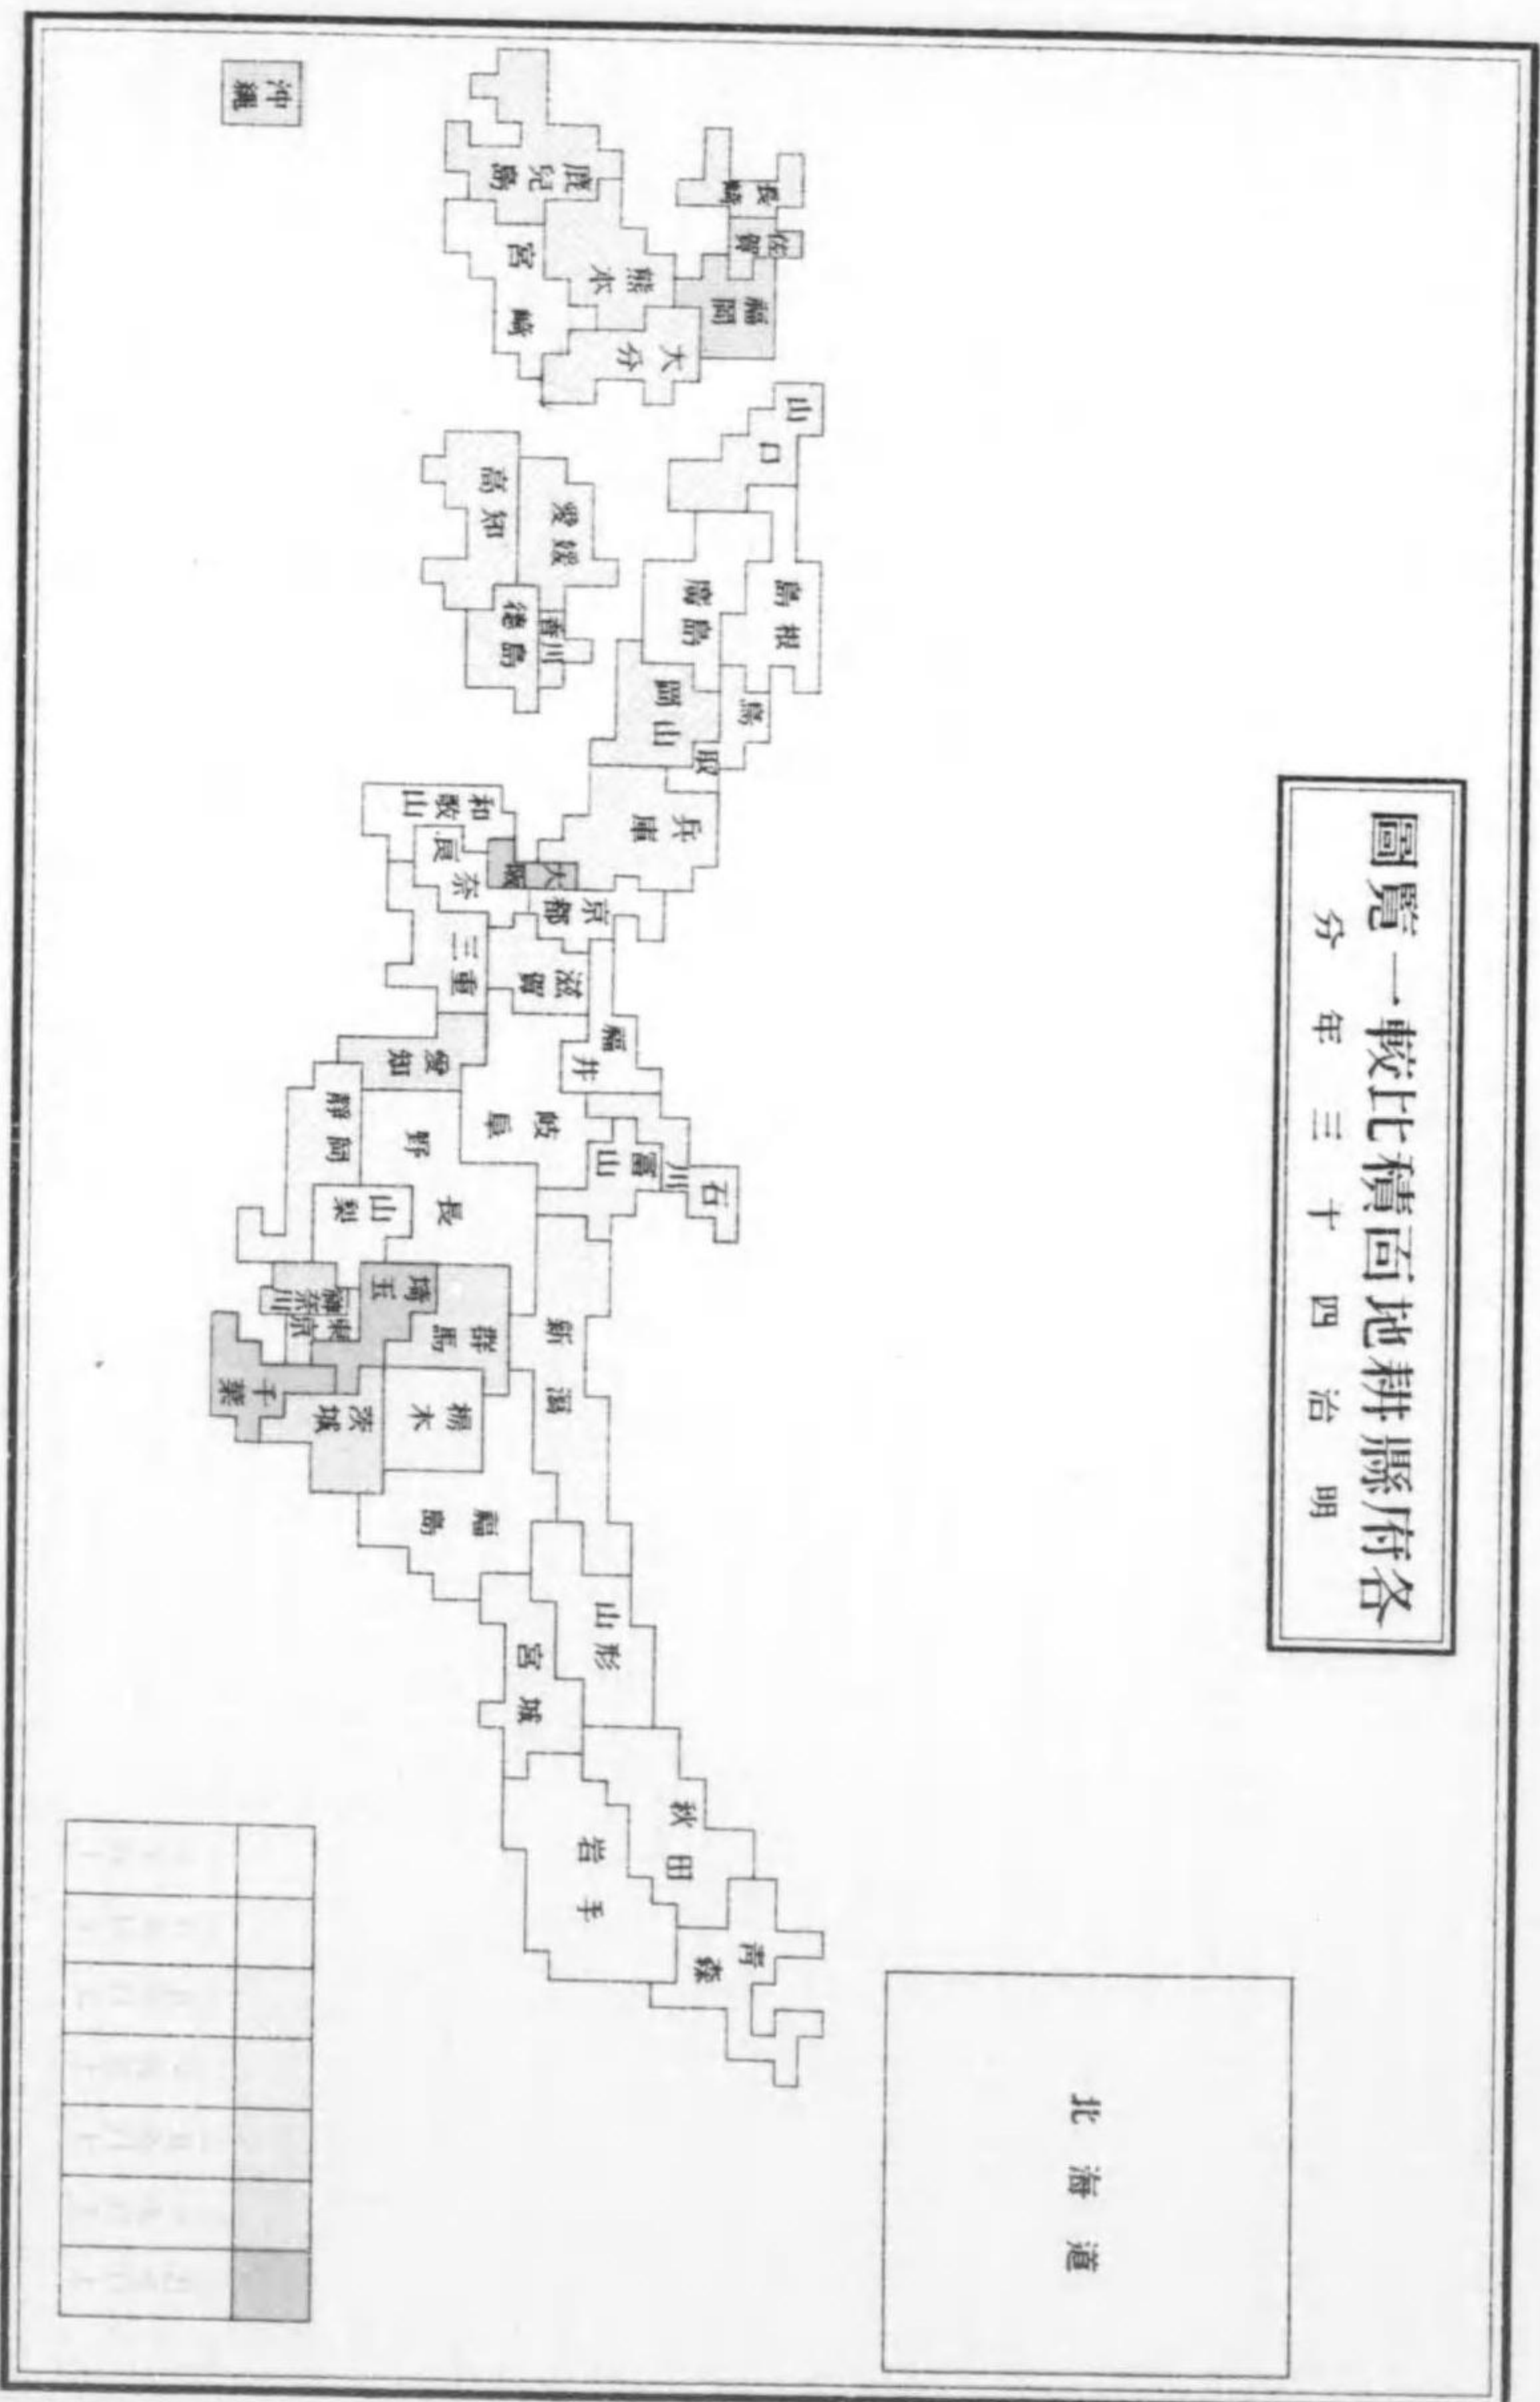 各府縣耕地面積比較一覽圖
明治四十三年分
北海道
青森
秋田
岩手
山形
宮城
福島
新潟
栃木
茨城
群馬
埼玉
千葉
東京
神奈川
長野
山梨
靜岡
石川
富山
岐阜
愛知
福井
滋賀
三重
京都
奈良
大阪
和歌山
兵庫
鳥取
岡山
島根
廣島
山口
香川
德島
愛媛
高知
福岡
大分
佐賀
長崎
熊本
宮崎
鹿兒島
沖繩